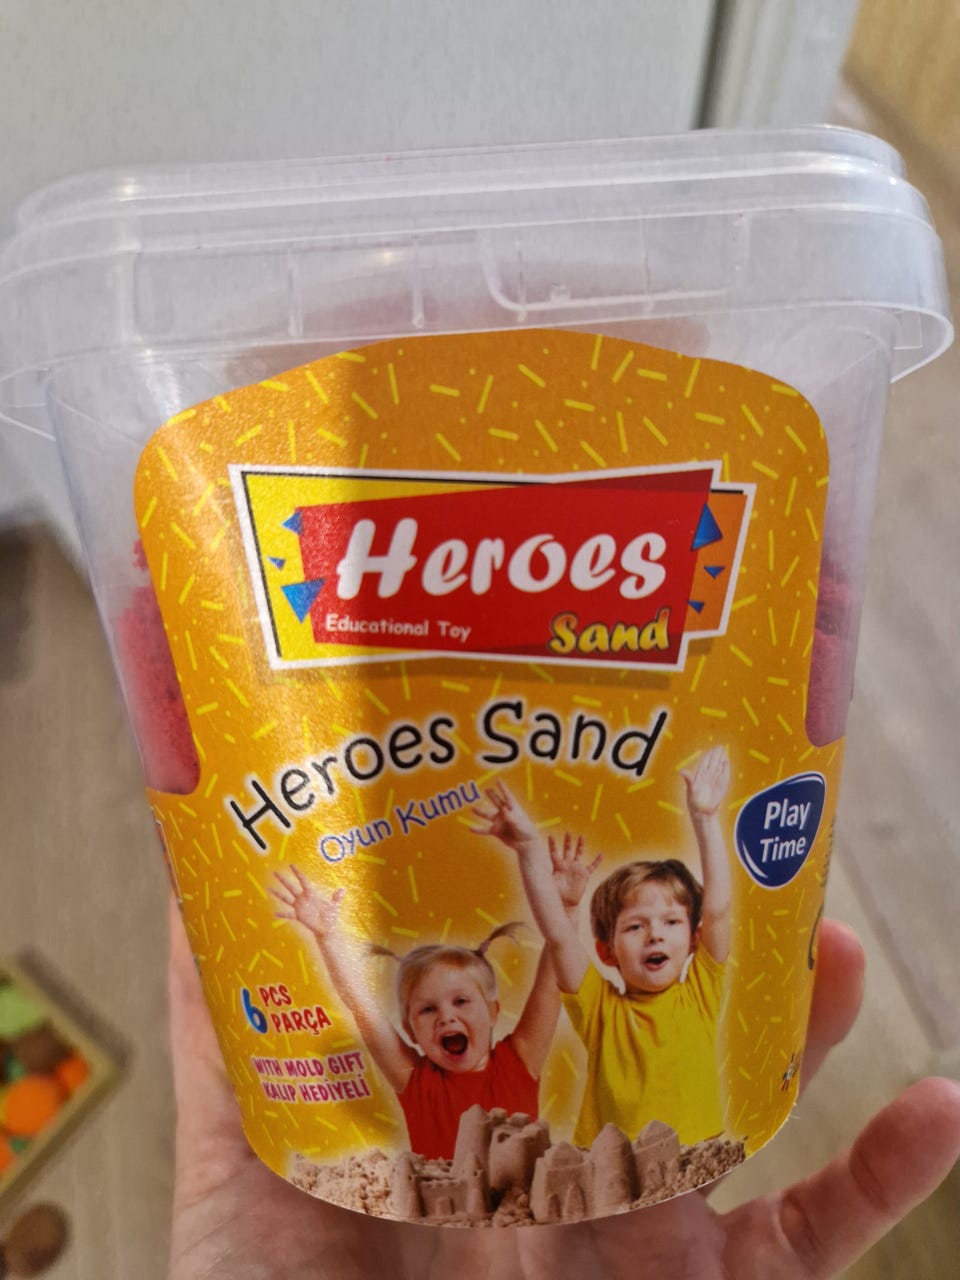 Heroes
Educational Toy
Sand
Heroes Sand
Oyun Kumu
Play
Time
6 PCS
PARÇA
WITH MOLD GIFT
KALIP HEDİYELİ